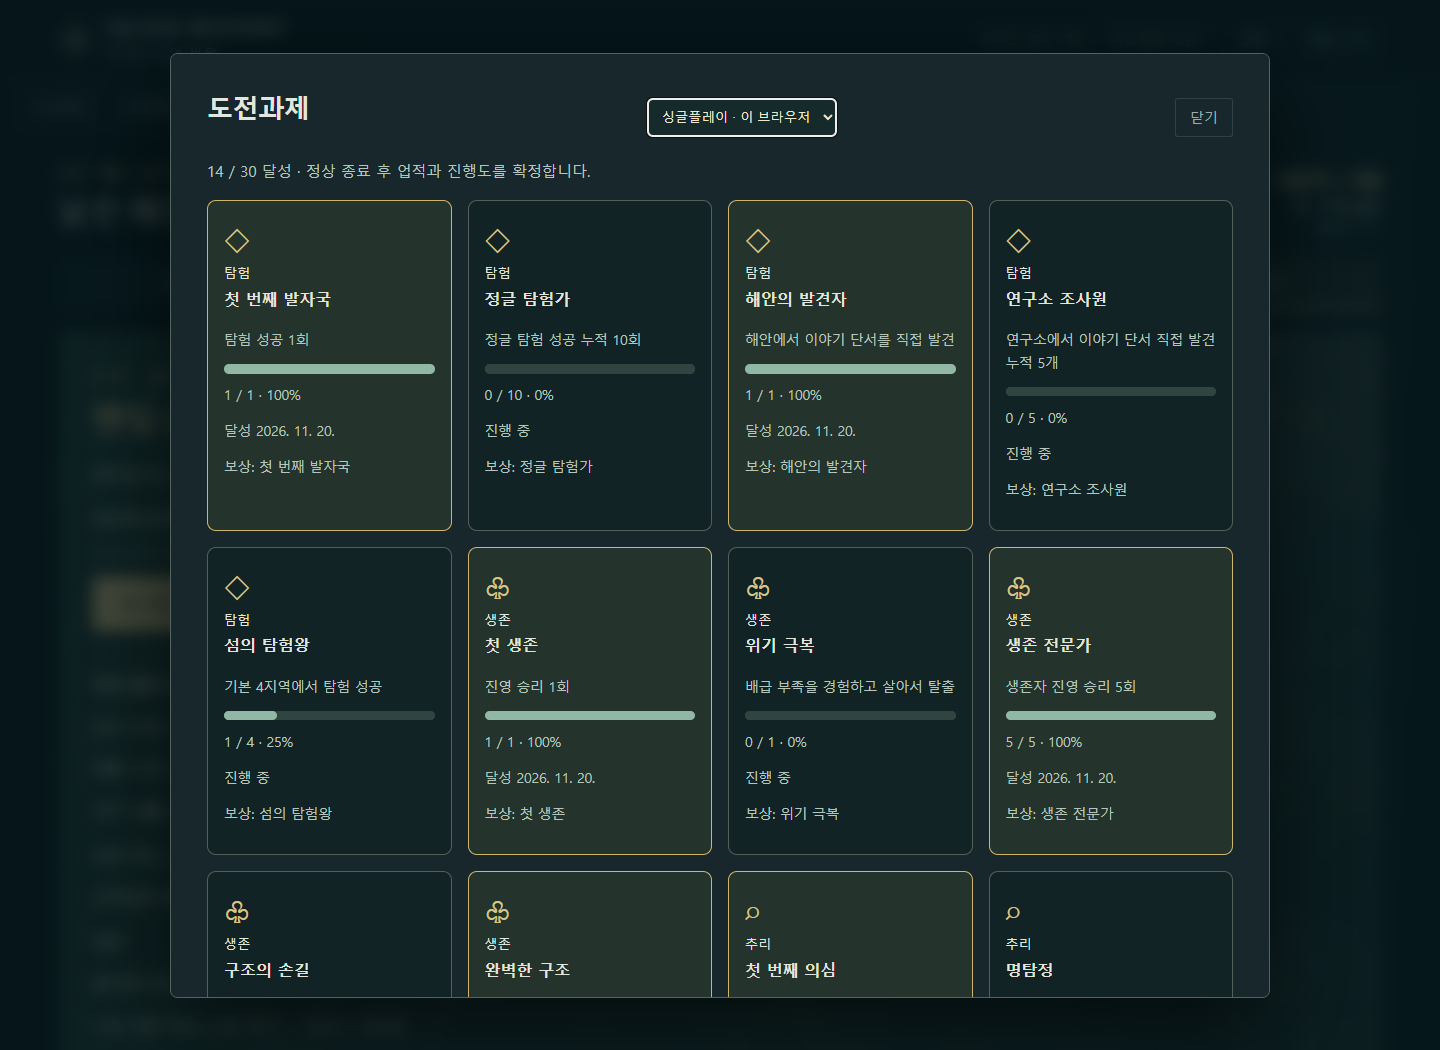 도전과제
싱글플레이 · 이 브라우저
닫기
14 / 30 달성 · 정상 종료 후 업적과 진행도를 확정합니다.
탐험
첫 번째 발자국
탐험 성공 1회
1 / 1 · 100%
달성 2026. 11. 20.
보상: 첫 번째 발자국
탐험
정글 탐험가
정글 탐험 성공 누적 10회
0 / 10 · 0%
진행 중
보상: 정글 탐험가
탐험
해안의 발견자
해안에서 이야기 단서를 직접 발견
1 / 1 · 100%
달성 2026. 11. 20.
보상: 해안의 발견자
탐험
연구소 조사원
연구소에서 이야기 단서 직접 발견
누적 5개
0 / 5 · 0%
진행 중
보상: 연구소 조사원
탐험
섬의 탐험왕
기본 4지역에서 탐험 성공
1 / 4 · 25%
진행 중
보상: 섬의 탐험왕
생존
첫 생존
진영 승리 1회
1 / 1 · 100%
달성 2026. 11. 20.
보상: 첫 생존
생존
위기 극복
배급 부족을 경험하고 살아서 탈출
0 / 1 · 0%
진행 중
보상: 위기 극복
생존
생존 전문가
생존자 진영 승리 5회
5 / 5 · 100%
달성 2026. 11. 20.
보상: 생존 전문가
생존
구조의 손길
생존
완벽한 구조
추리
첫 번째 의심
추리
명탐정